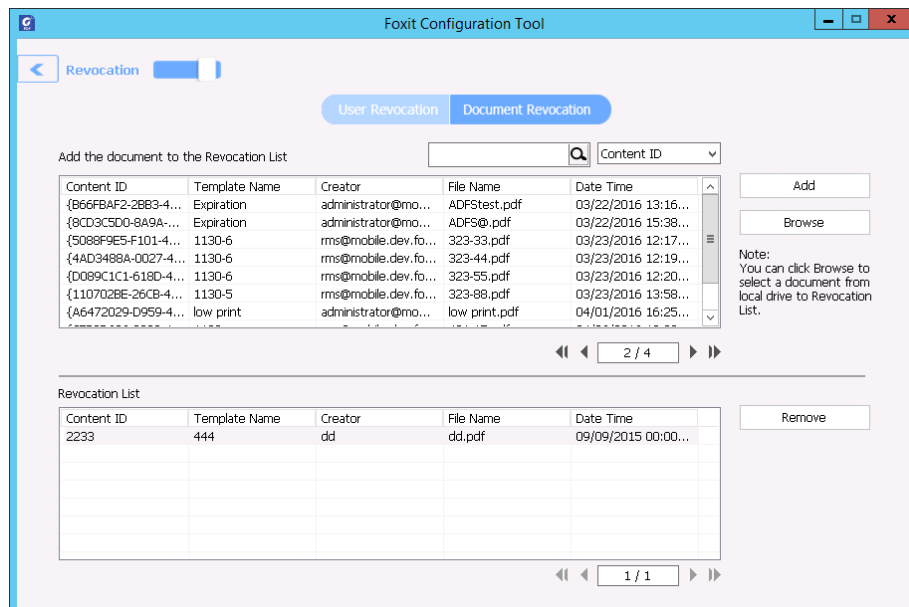 Foxit Configuration Tool
Revocation
User Revocation Document Revocation
Add the document to the Revocation List Content ID
Content ID Template Name Creator File Name Date Time
{B66FBAF2-2BB3-4... Expiration administrator@mo... ADFStest.pdf 03/22/2016 13:16...
{8CD3C5D0-8A9A-... Expiration administrator@mo... ADFS@.pdf 03/22/2016 15:38...
{5088F9E5-F101-4... 1130-6 rms@mobile.dev.fo... 323-33.pdf 03/23/2016 12:17...
{4AD3488A-0027-4... 1130-6 rms@mobile.dev.fo... 323-44.pdf 03/23/2016 12:19...
{D089C1C1-618D-4... 1130-6 rms@mobile.dev.fo... 323-55.pdf 03/23/2016 12:20...
{110702BE-26CB-4... 1130-5 rms@mobile.dev.fo... 323-88.pdf 03/23/2016 13:58...
{A6472029-D959-4... low print administrator@mo... low print.pdf 04/01/2016 16:25...
Add
Browse
Note:
You can click Browse to
select a document from
local drive to Revocation
List.
2 / 4
Revocation List
Content ID Template Name Creator File Name Date Time
2233 444 dd dd.pdf 09/09/2015 00:00...
Remove
1 / 1